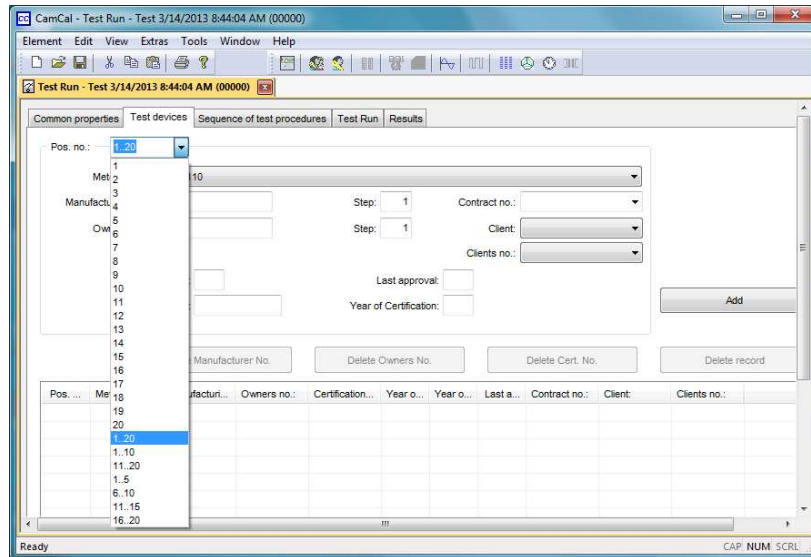 CamCal - Test Run - Test 3/14/2013 8:44:04 AM (00000)
Element Edit View Extras Tools Window Help
Test Run - Test 3/14/2013 8:44:04 AM (00000)
Common properties Test devices Sequence of test procedures Test Run Results
Pos. no.: 1..20
1
2
3
4
5
6
7
8
9
10
11
12
13
14
15
16
17
18
19
20
1..20
1..10
11..20
1..5
6..10
11..15
16..20
Step: 1 Contract no.:
Step: 1 Client:
Clients no.:
Last approval:
Year of Certification:
Add
Manufacturer No. Delete Owners No. Delete Cert. No. Delete record
Pos. ... Owners no.: Certification... Year o... Year o... Last a... Contract no.: Client: Clients no.:
Ready CAP NUM SCRL